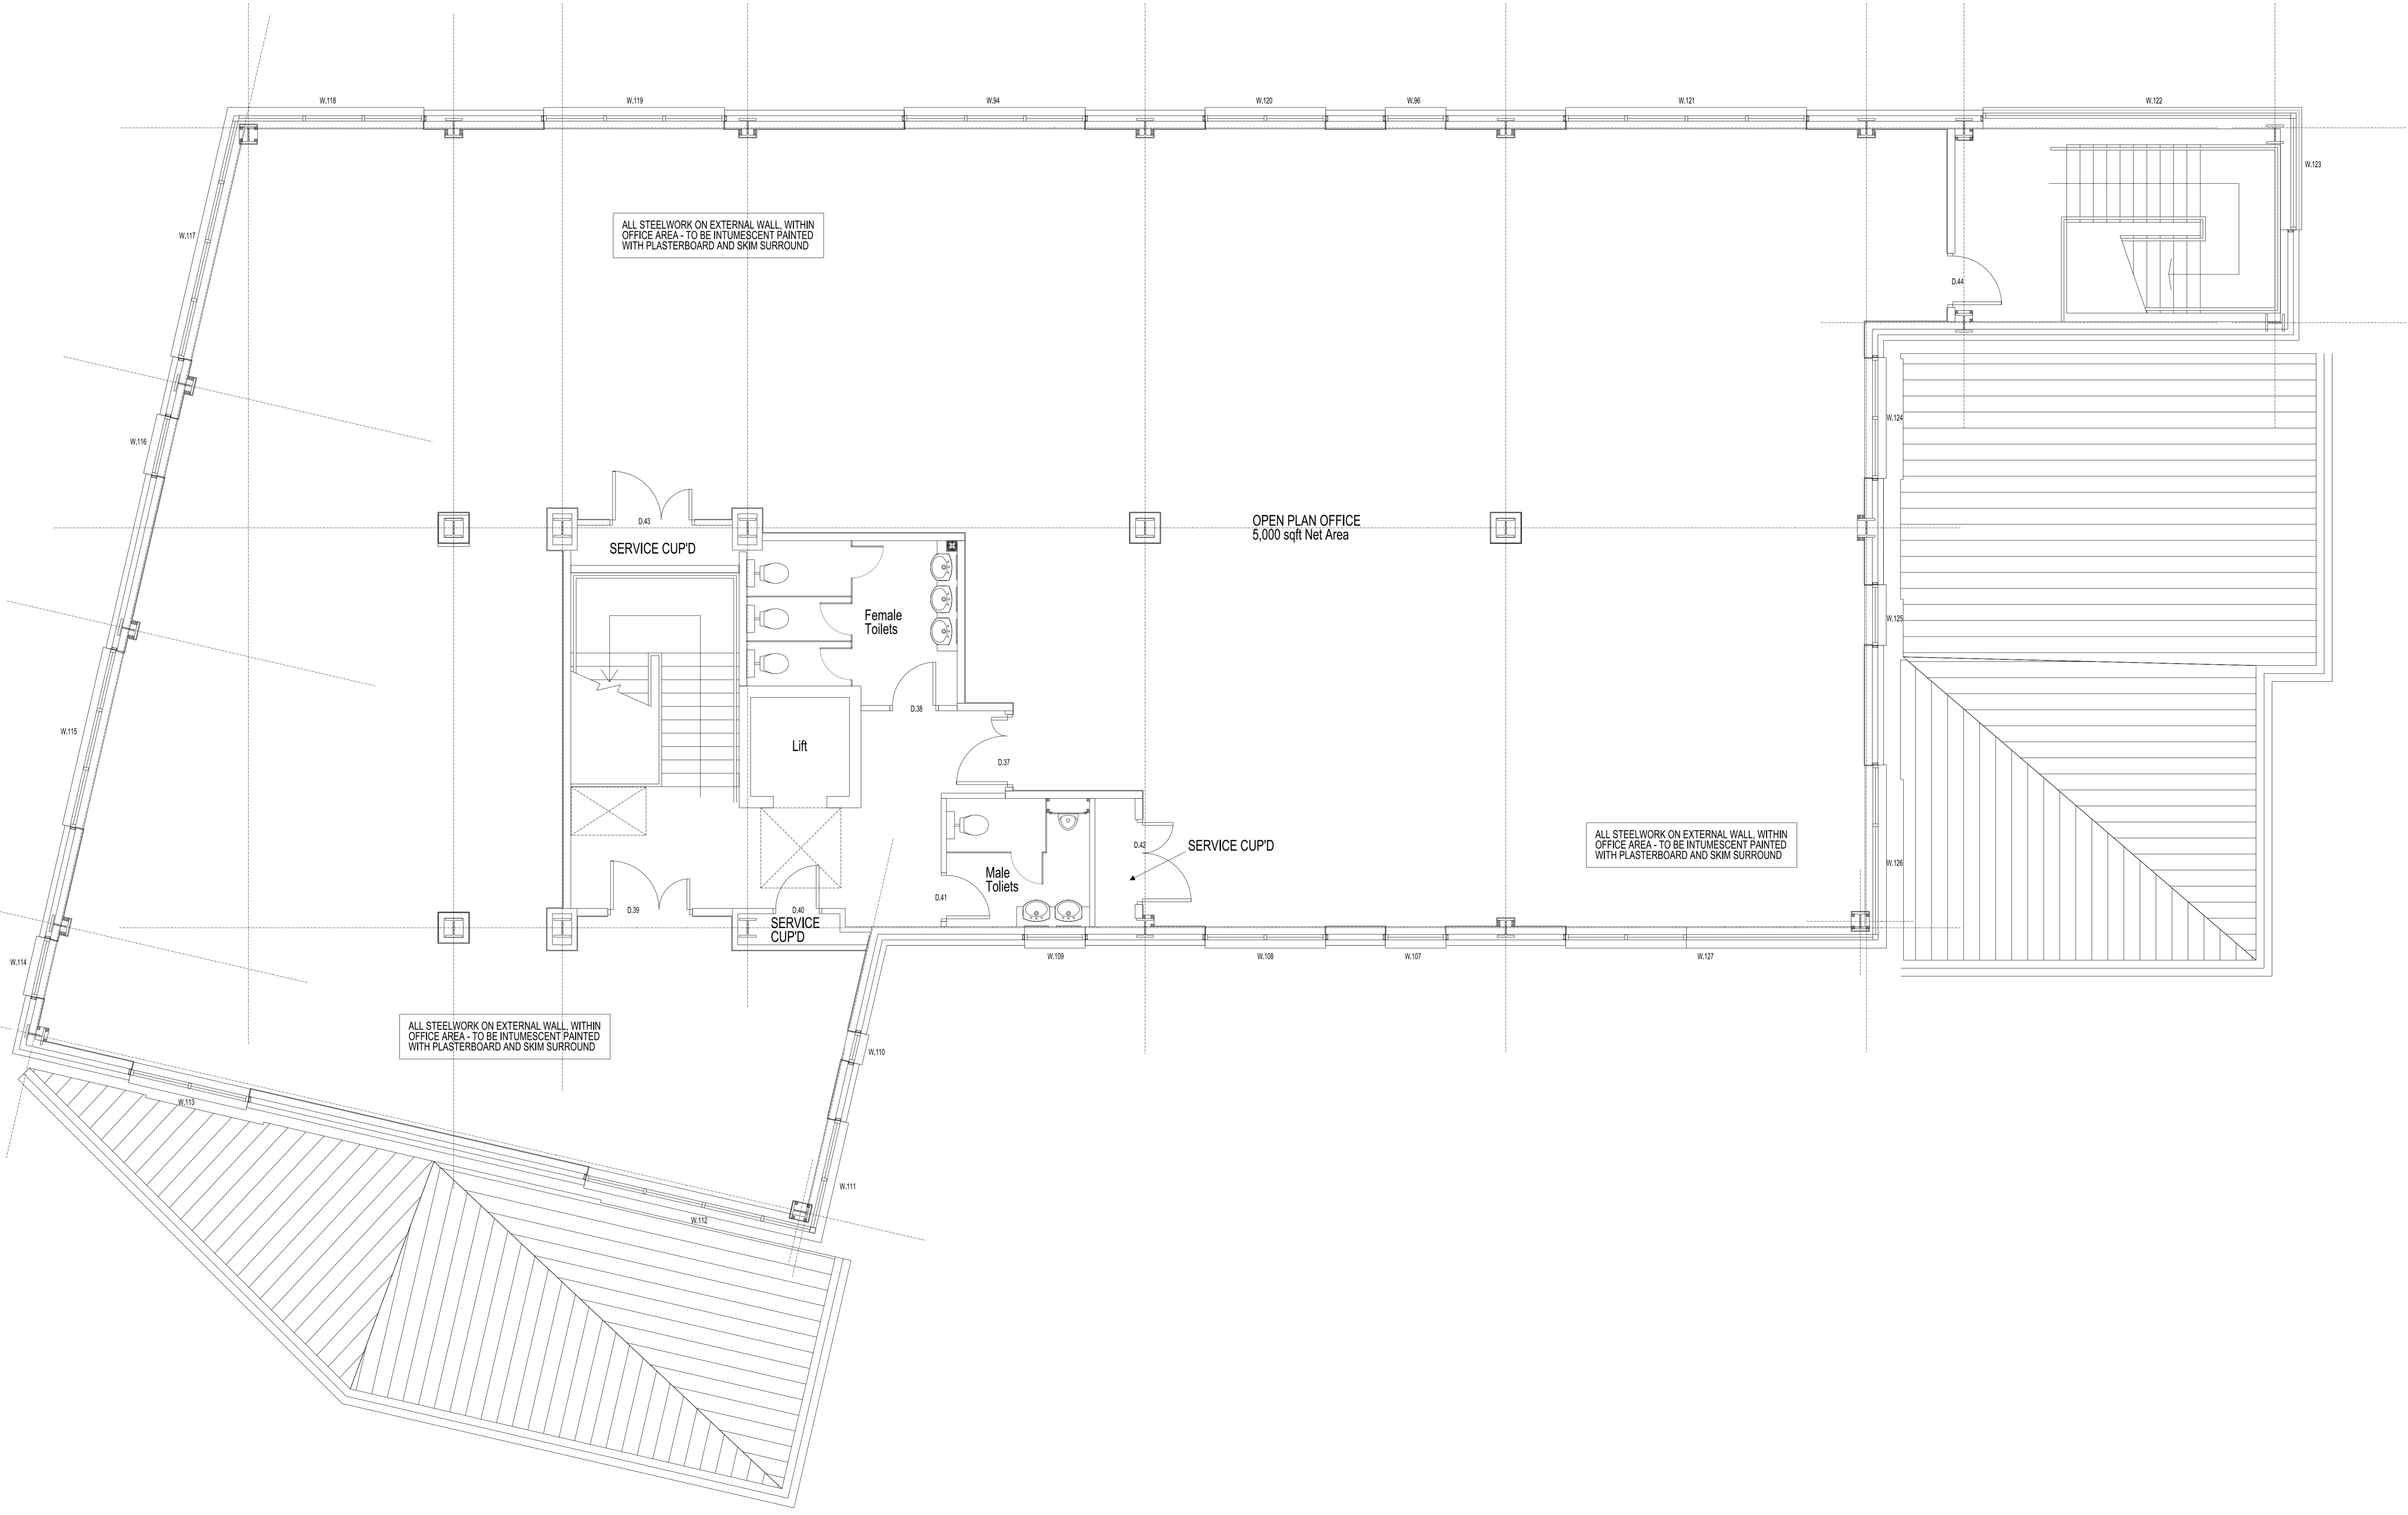 W.118
W.119
W.94
W.120
W.96
W.121
W.122
W.123
W.117
ALL STEELWORK ON EXTERNAL WALL, WITHIN
OFFICE AREA - TO BE INTUMESCENT PAINTED
WITH PLASTERBOARD AND SKIM SURROUND
D.44
W.124
W.116
D.43
SERVICE CUP'D
OPEN PLAN OFFICE
5,000 sqft Net Area
Female
Toilets
W.125
D.38
W.115
Lift
D.37
ALL STEELWORK ON EXTERNAL WALL, WITHIN
OFFICE AREA - TO BE INTUMESCENT PAINTED
WITH PLASTERBOARD AND SKIM SURROUND
D.42
SERVICE CUP'D
W.126
Male
Toliets
D.41
D.39
D.40
SERVICE
CUP'D
W.114
W.109
W.108
W.107
W.127
ALL STEELWORK ON EXTERNAL WALL, WITHIN
OFFICE AREA - TO BE INTUMESCENT PAINTED
WITH PLASTERBOARD AND SKIM SURROUND
W.110
W.113
W.111
W.112